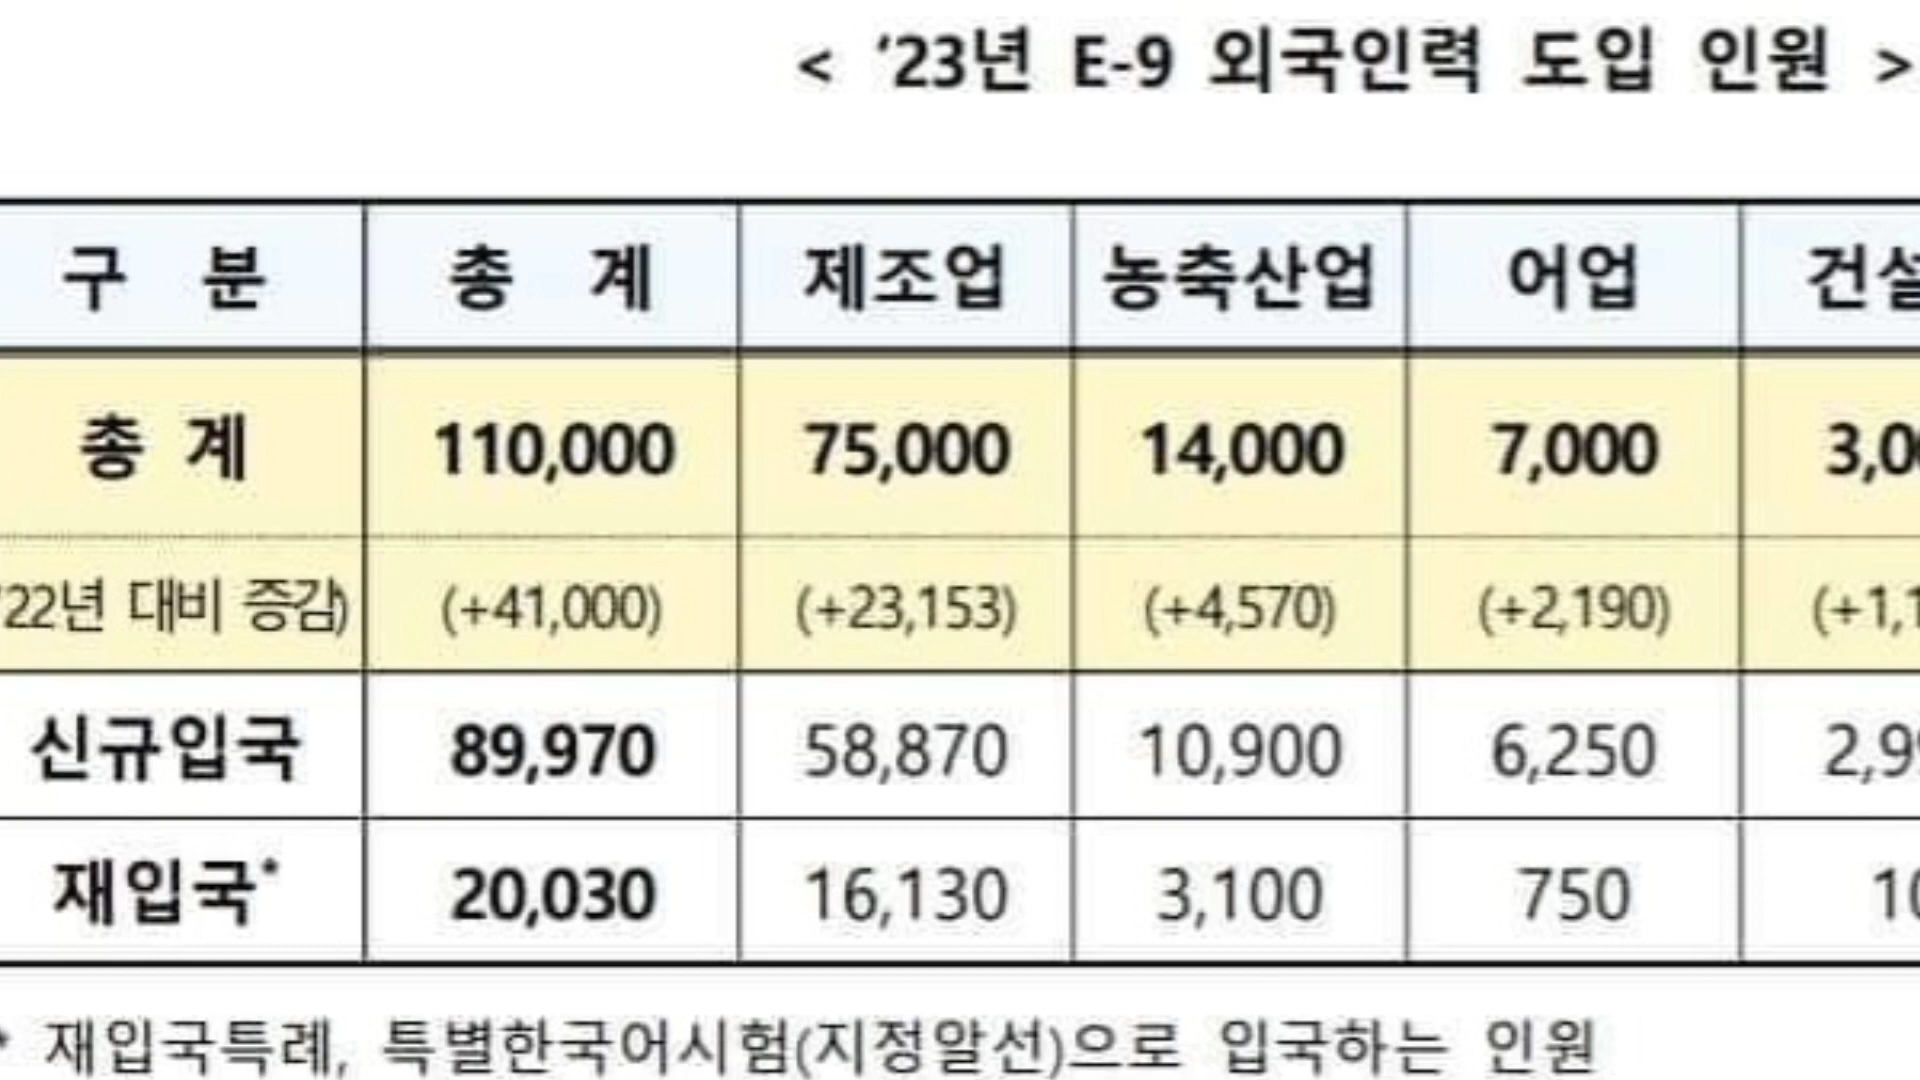 < '23년 E-9 외국인력 도입 인원 >
구 분 총 계 제조업 농축산업 어업
총 계 110,000 75,000 14,000 7,000
'22년 대비 증감) (+41,000) (+23,153) (+4,570) (+2,190)
신규입국 89,970 58,870 10,900 6,250
재입국* 20,030 16,130 3,100 750
* 재입국특례, 특별한국어시험(지정알선)으로 입국하는 인원